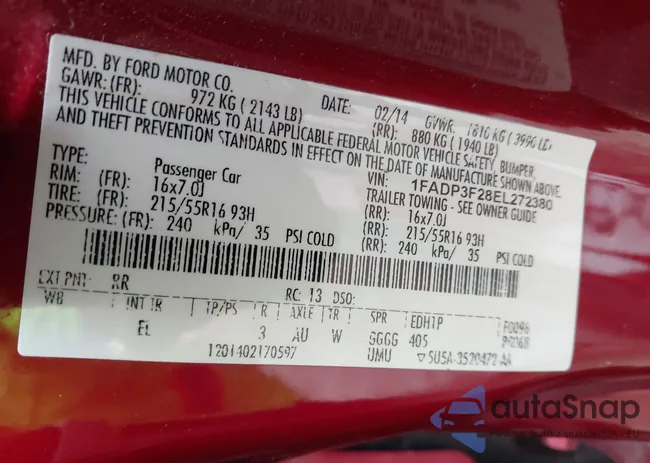 MFD. BY FORD MOTOR CO.
DATE: 02/14 GVWR: 1810 KG ( 3990 LB)
GAWR: (FR): 972 KG ( 2143 LB) (RR): 880 KG ( 1940 LB)
THIS VEHICLE CONFORMS TO ALL APPLICABLE FEDERAL MOTOR VEHICLE SAFETY, BUMPER,
AND THEFT PREVENTION STANDARDS IN EFFECT ON THE DATE OF MANUFACTURE SHOWN ABOVE.
VIN: 1FADP3F28EL272380
TYPE: Passenger Car TRAILER TOWING - SEE OWNER GUIDE
RIM: (FR): 16x7.0J (RR): 16x7.0J
TIRE: (FR): 215/55R16 93H (RR): 215/55R16 93H
PRESSURE: (FR): 240 kPa/ 35 PSI COLD (RR): 240 kPa/ 35 PSI COLD
EXT PNT: RR RC: 13 DSO:
WB INT TR TP/PS R AXLE TR SPR EDH1P F0096
EL 3 AU W GGGG 405 PR068
1201402170597 UMU ▽5U5A-3520472-AA
autaSnap